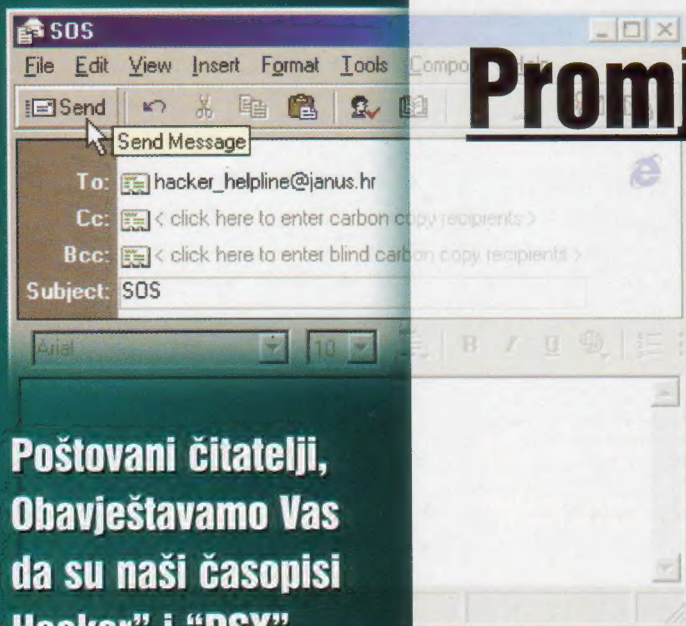 SOS
File Edit View Insert Format Tools
Send
Send Message
Promj
To: hacker_helpline@janus.hr
Cc: < click here to enter carbon copy recipients >
Bcc: < click here to enter blind carbon copy recipients >
Subject: SOS
Arial 10 B I U
Poštovani čitatelji,
Obavještavamo Vas
da su naši časopisi
Hacker” i “PSX”